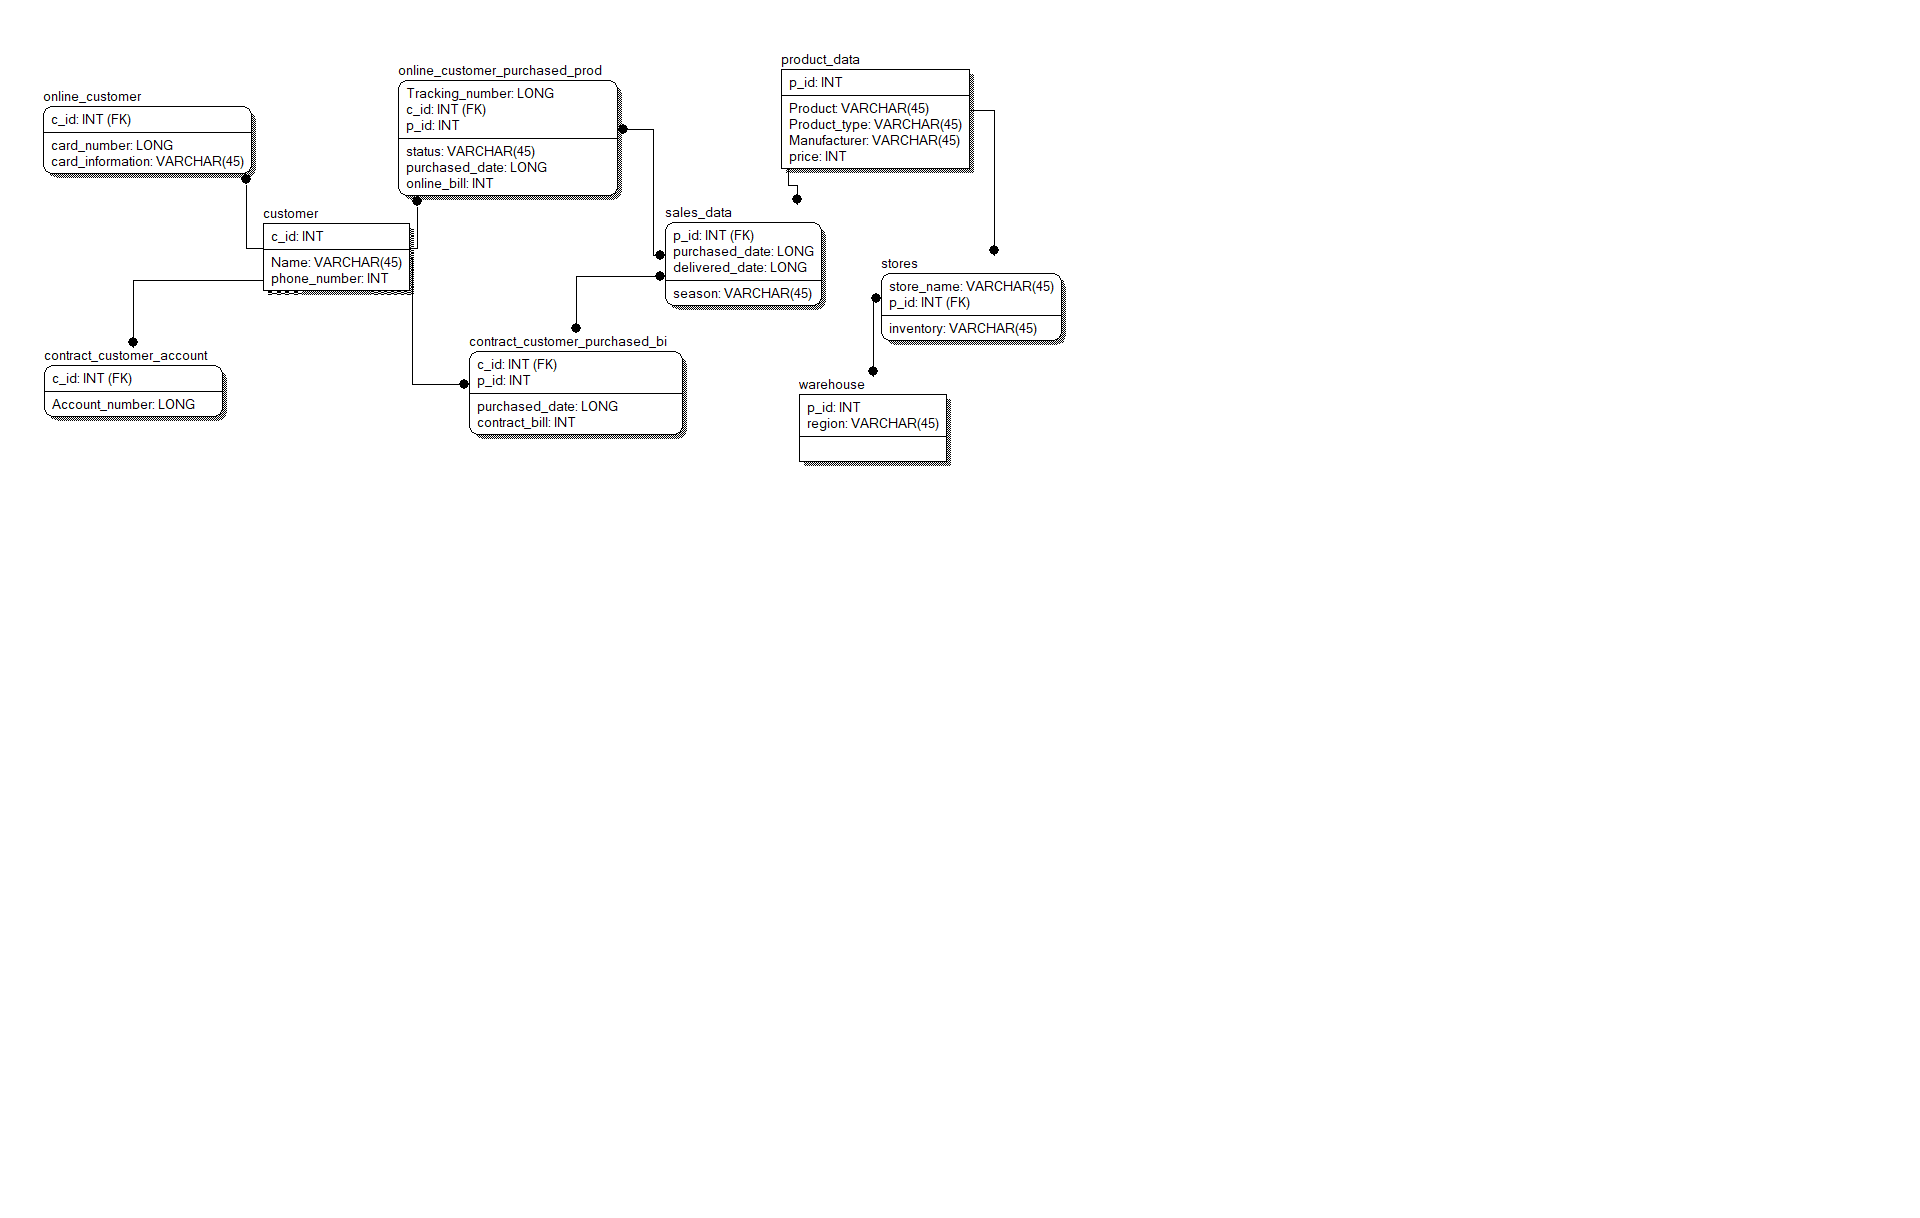 online_customer
c_id: INT (FK)
card_number: LONG
card_information: VARCHAR(45)
online_customer_purchased_prod
Tracking_number: LONG
c_id: INT (FK)
p_id: INT
status: VARCHAR(45)
purchased_date: LONG
online_bill: INT
product_data
p_id: INT
Product: VARCHAR(45)
Product_type: VARCHAR(45)
Manufacturer: VARCHAR(45)
price: INT
customer
c_id: INT
Name: VARCHAR(45)
phone_number: INT
sales_data
p_id: INT (FK)
purchased_date: LONG
delivered_date: LONG
season: VARCHAR(45)
stores
store_name: VARCHAR(45)
p_id: INT (FK)
inventory: VARCHAR(45)
contract_customer_account
c_id: INT (FK)
Account_number: LONG
contract_customer_purchased_bi
c_id: INT (FK)
p_id: INT
purchased_date: LONG
contract_bill: INT
warehouse
p_id: INT
region: VARCHAR(45)